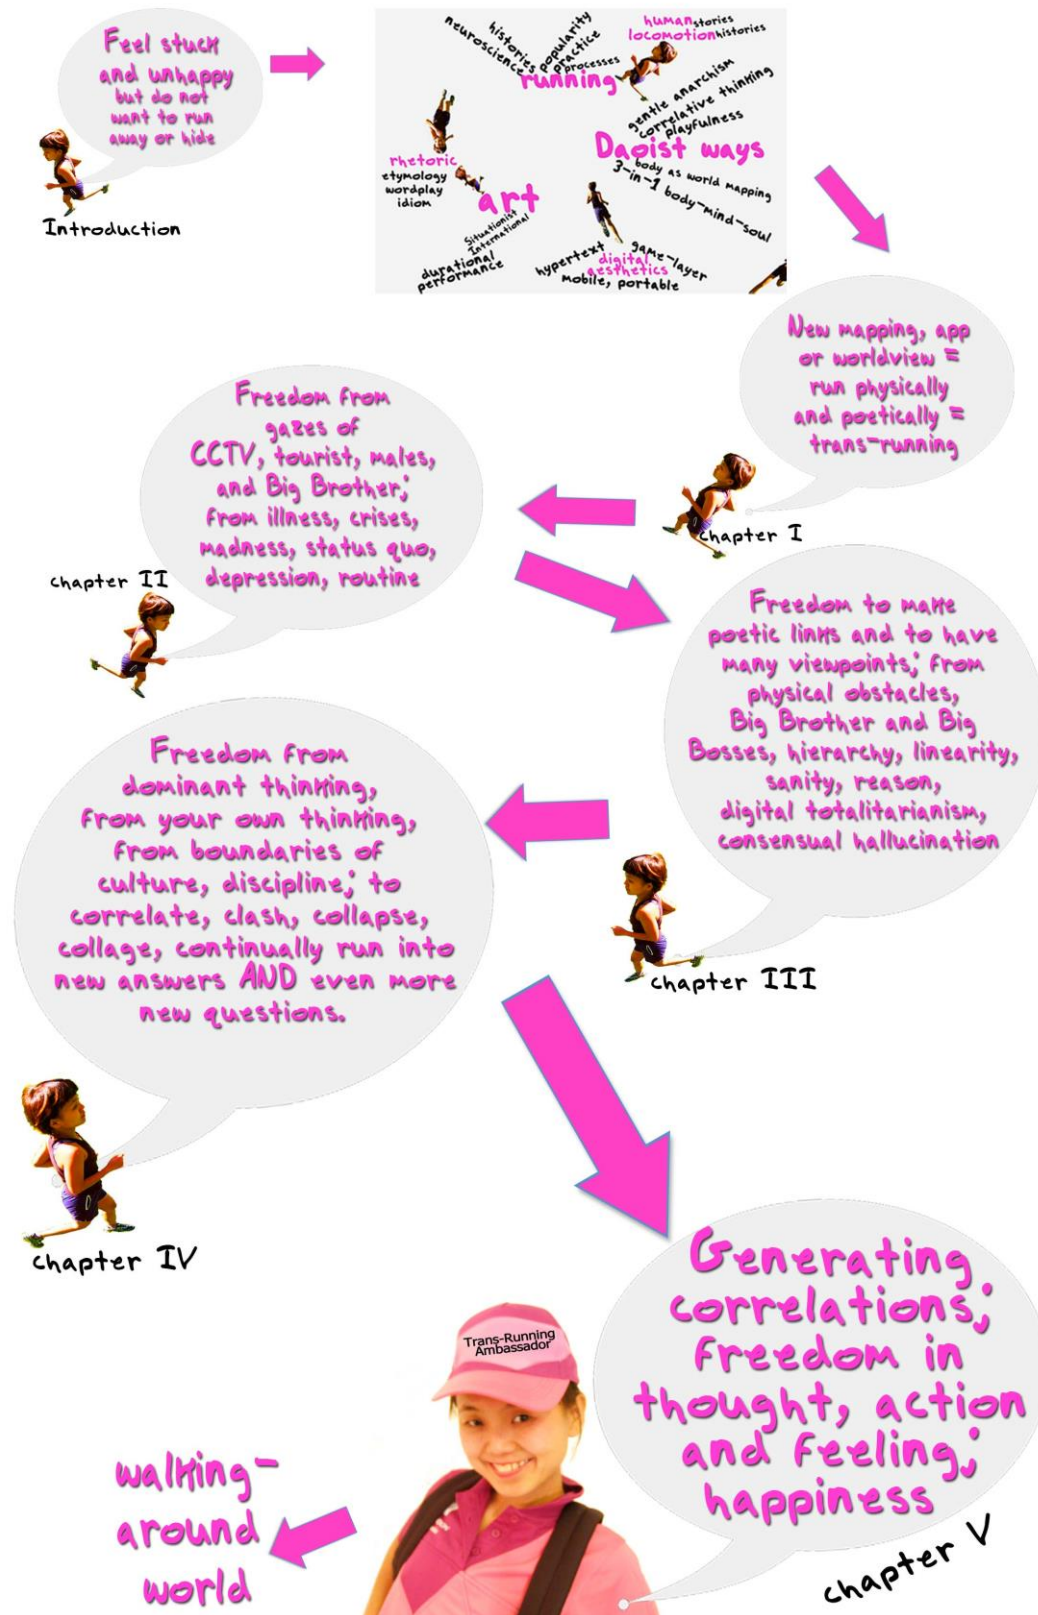 Feel stuck
and unhappy
but do not
want to run
away or hide
Introduction
neuroscience
histories
popularity
practice
processes
running
human stories
locomotion histories
gentle anarchism
correlative thinking
playfulness
Daoist ways
body as world mapping
3-in-1 body-mind-soul
rhetoric
etymology
wordplay
idiom
art
Situationist
International
durational
performance
hypertext
game-layer
digital
aesthetics
mobile, portable
New mapping, app
or worldview =
run physically
and poetically =
trans-running
chapter I
Freedom from
gazes of
CCTV, tourist, males,
and Big Brother;
from illness, crises,
madness, status quo,
depression, routine
chapter II
Freedom to make
poetic links and to have
many viewpoints; from
physical obstacles,
Big Brother and Big
Bosses, hierarchy, linearity,
sanity, reason,
digital totalitarianism,
consensual hallucination
chapter III
Freedom from
dominant thinking,
from your own thinking,
from boundaries of
culture, discipline; to
correlate, clash, collapse,
collage, continually run into
new answers AND even more
new questions.
chapter IV
Generating
correlations;
freedom in
thought, action
and feeling;
happiness
chapter V
Trans-Running
Ambassador
walking-
around
world